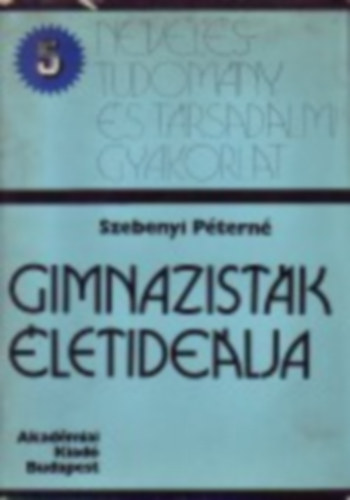 5
NEVELÉS-
TUDOMÁNY
ÉS TÁRSADALMI
GYAKORLAT
Szebenyi Péterné
GIMNAZISTÁK
ÉLETIDEÁLJA
Akadémiai
Kiadó
Budapest